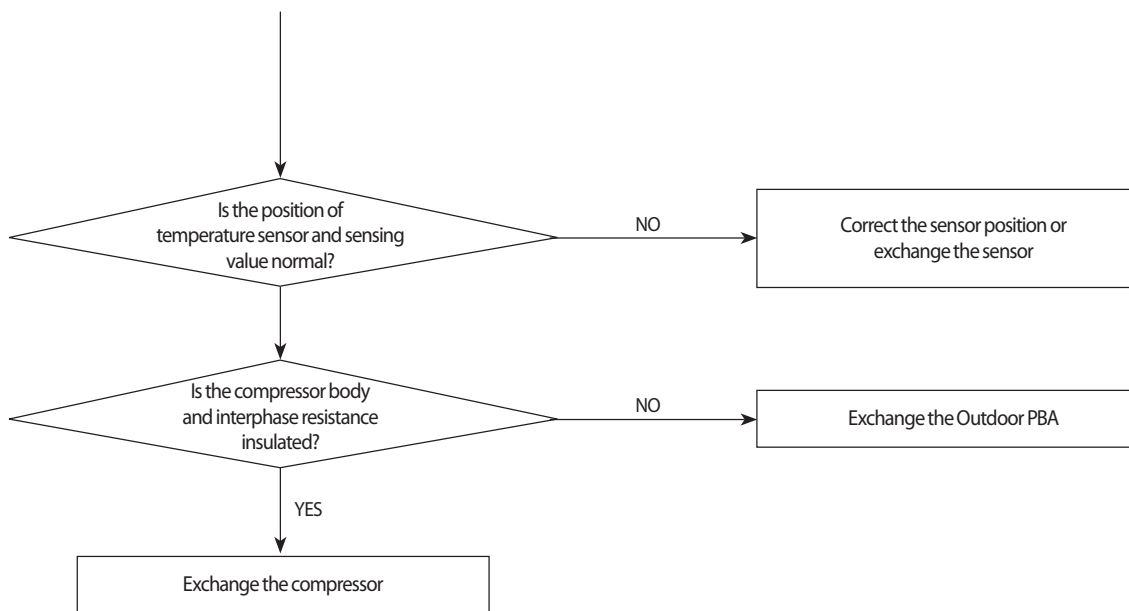 Is the position of
temperature sensor and sensing
value normal?
NO
Correct the sensor position or
exchange the sensor
Is the compressor body
and interphase resistance
insulated?
NO
Exchange the Outdoor PBA
YES
Exchange the compressor